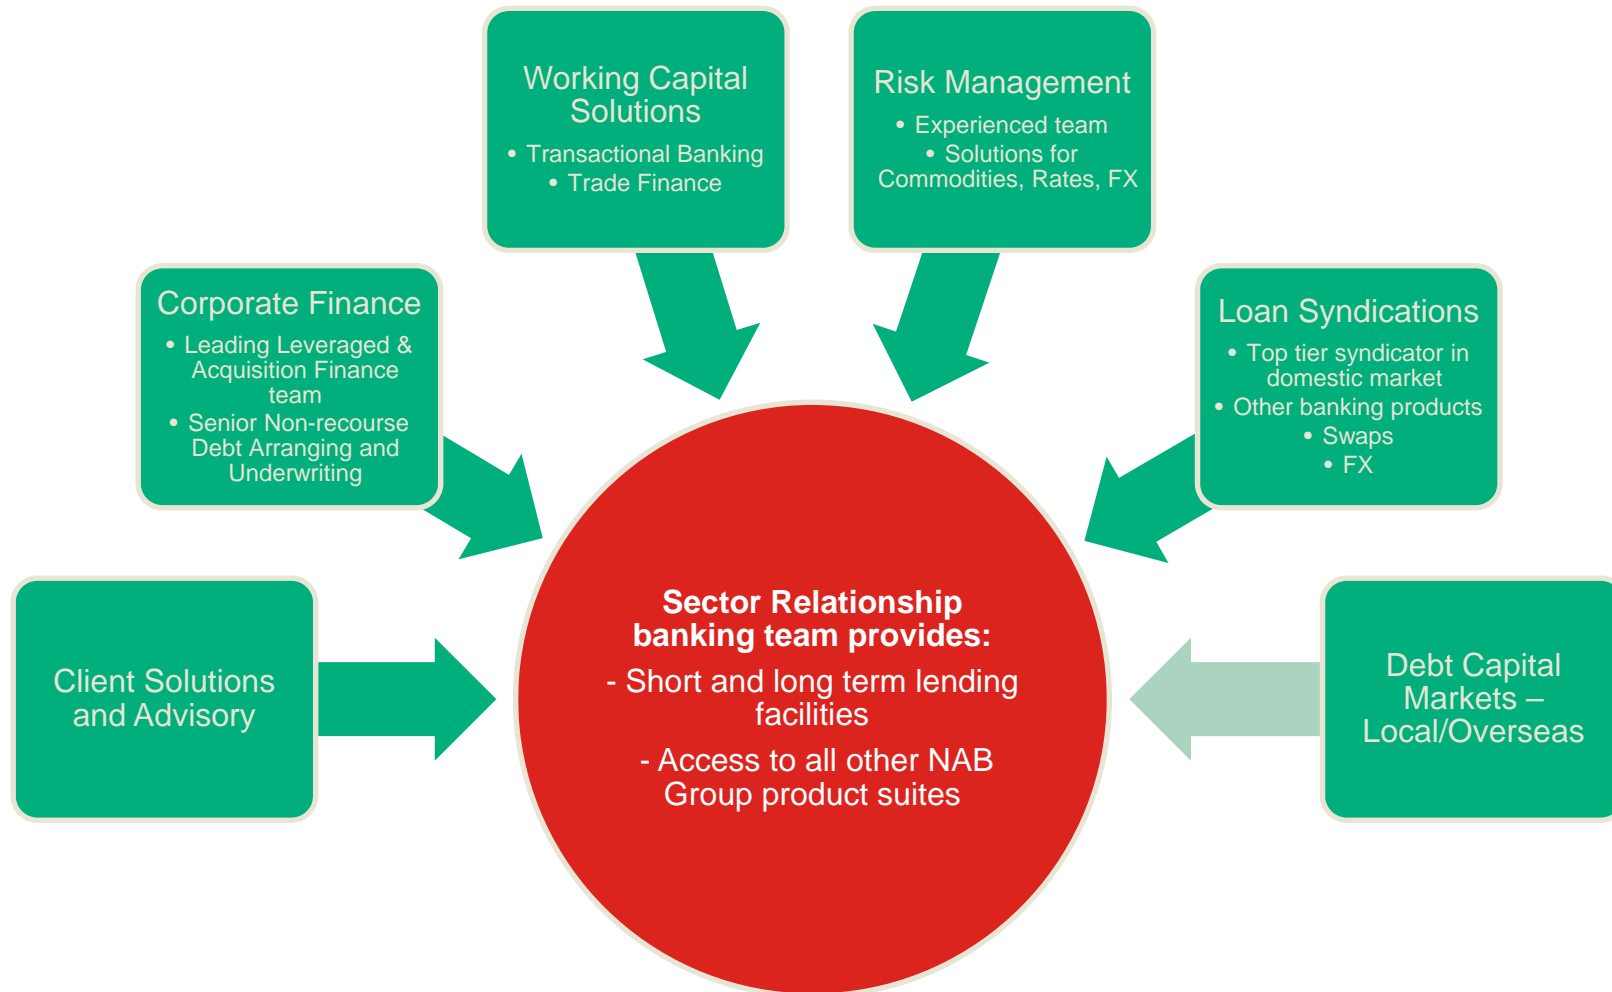 Working Capital
Solutions
• Transactional Banking
• Trade Finance
Risk Management
• Experienced team
• Solutions for
Commodities, Rates, FX
Corporate Finance
• Leading Leveraged &
Acquisition Finance
team
• Senior Non-recourse
Debt Arranging and
Underwriting
Loan Syndications
• Top tier syndicator in
domestic market
• Other banking products
• Swaps
• FX
Client Solutions
and Advisory
Sector Relationship
banking team provides:
- Short and long term lending
facilities
- Access to all other NAB
Group product suites
Debt Capital
Markets –
Local/Overseas